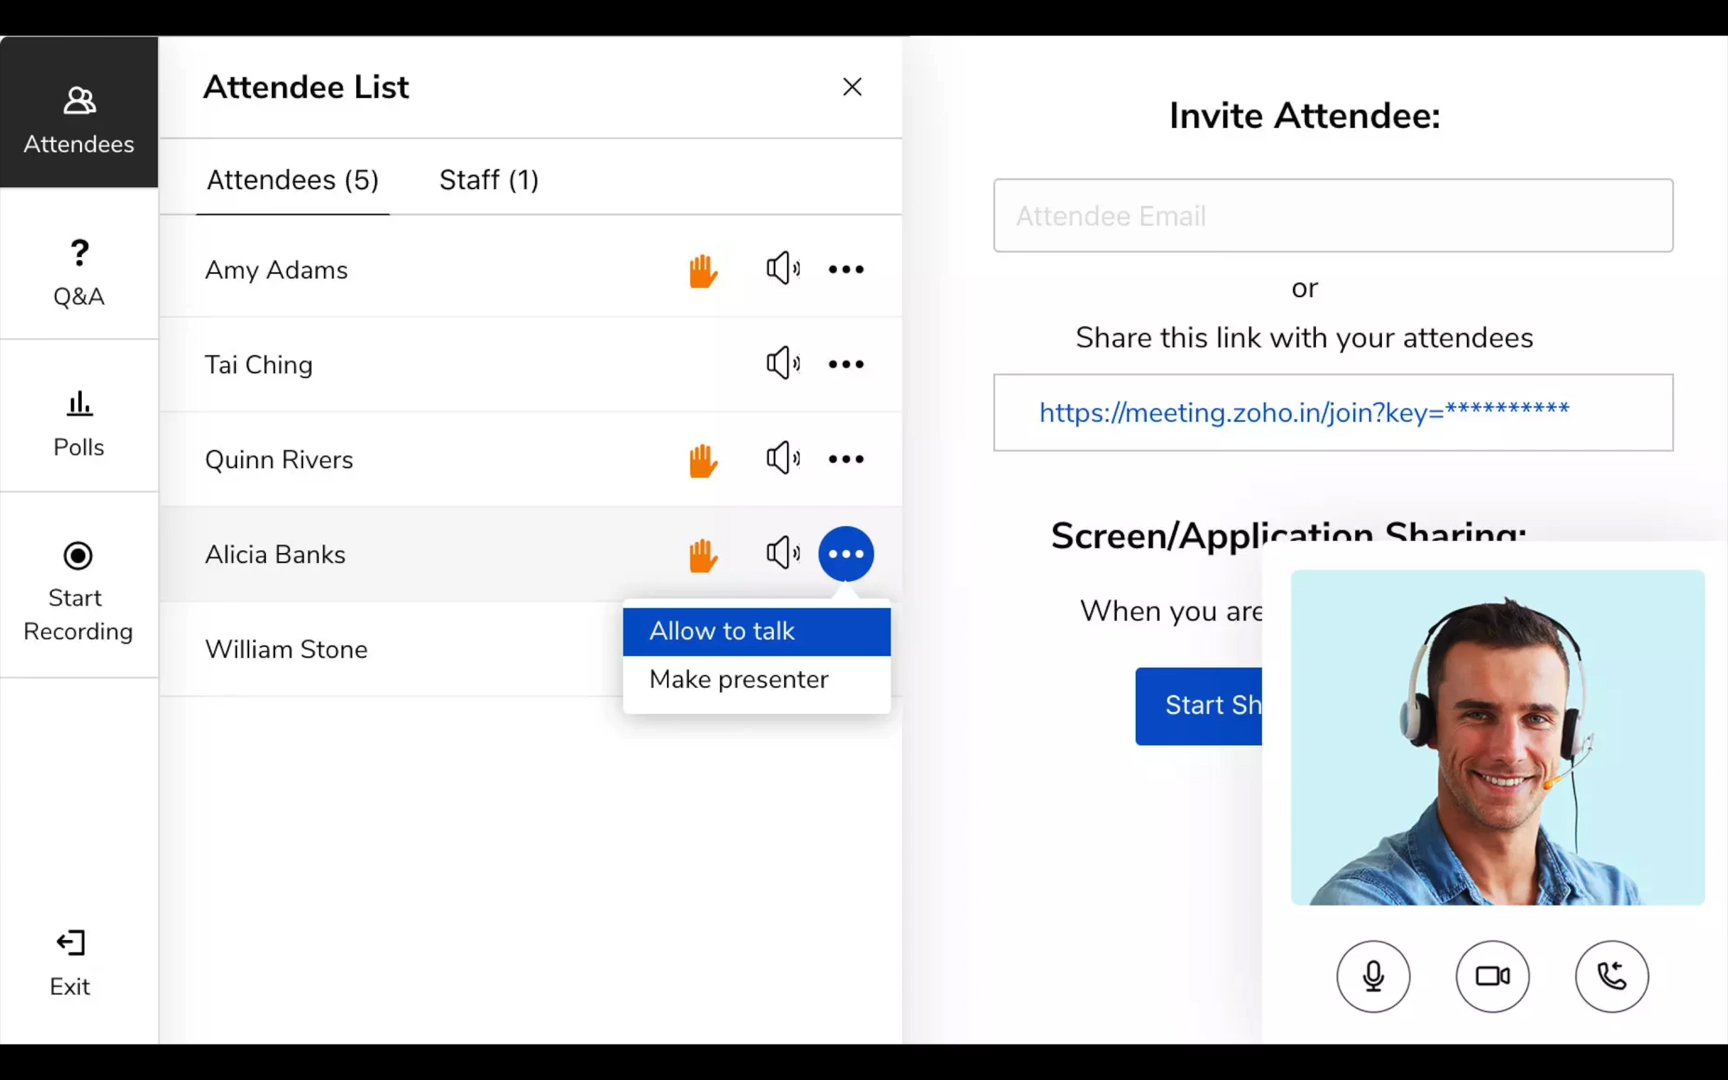 Attendees
?
Q&A
Polls
Start
Recording
Exit
Attendee List
Attendees (5)
Staff (1)
Amy Adams
Tai Ching
Quinn Rivers
Alicia Banks
William Stone
Allow to talk
Make presenter
Invite Attendee:
Attendee Email
or
Share this link with your attendees
https://meeting.zoho.in/join?key=**********
Screen/Application Sharing:
When you are
Start Sh